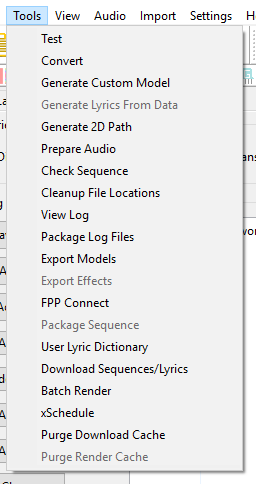 Tools View Audio Import Settings
Test
Convert
Generate Custom Model
Generate Lyrics From Data
Generate 2D Path
Prepare Audio
Check Sequence
Cleanup File Locations
View Log
Package Log Files
Export Models
Export Effects
FPP Connect
Package Sequence
User Lyric Dictionary
Download Sequences/Lyrics
Batch Render
xSchedule
Purge Download Cache
Purge Render Cache